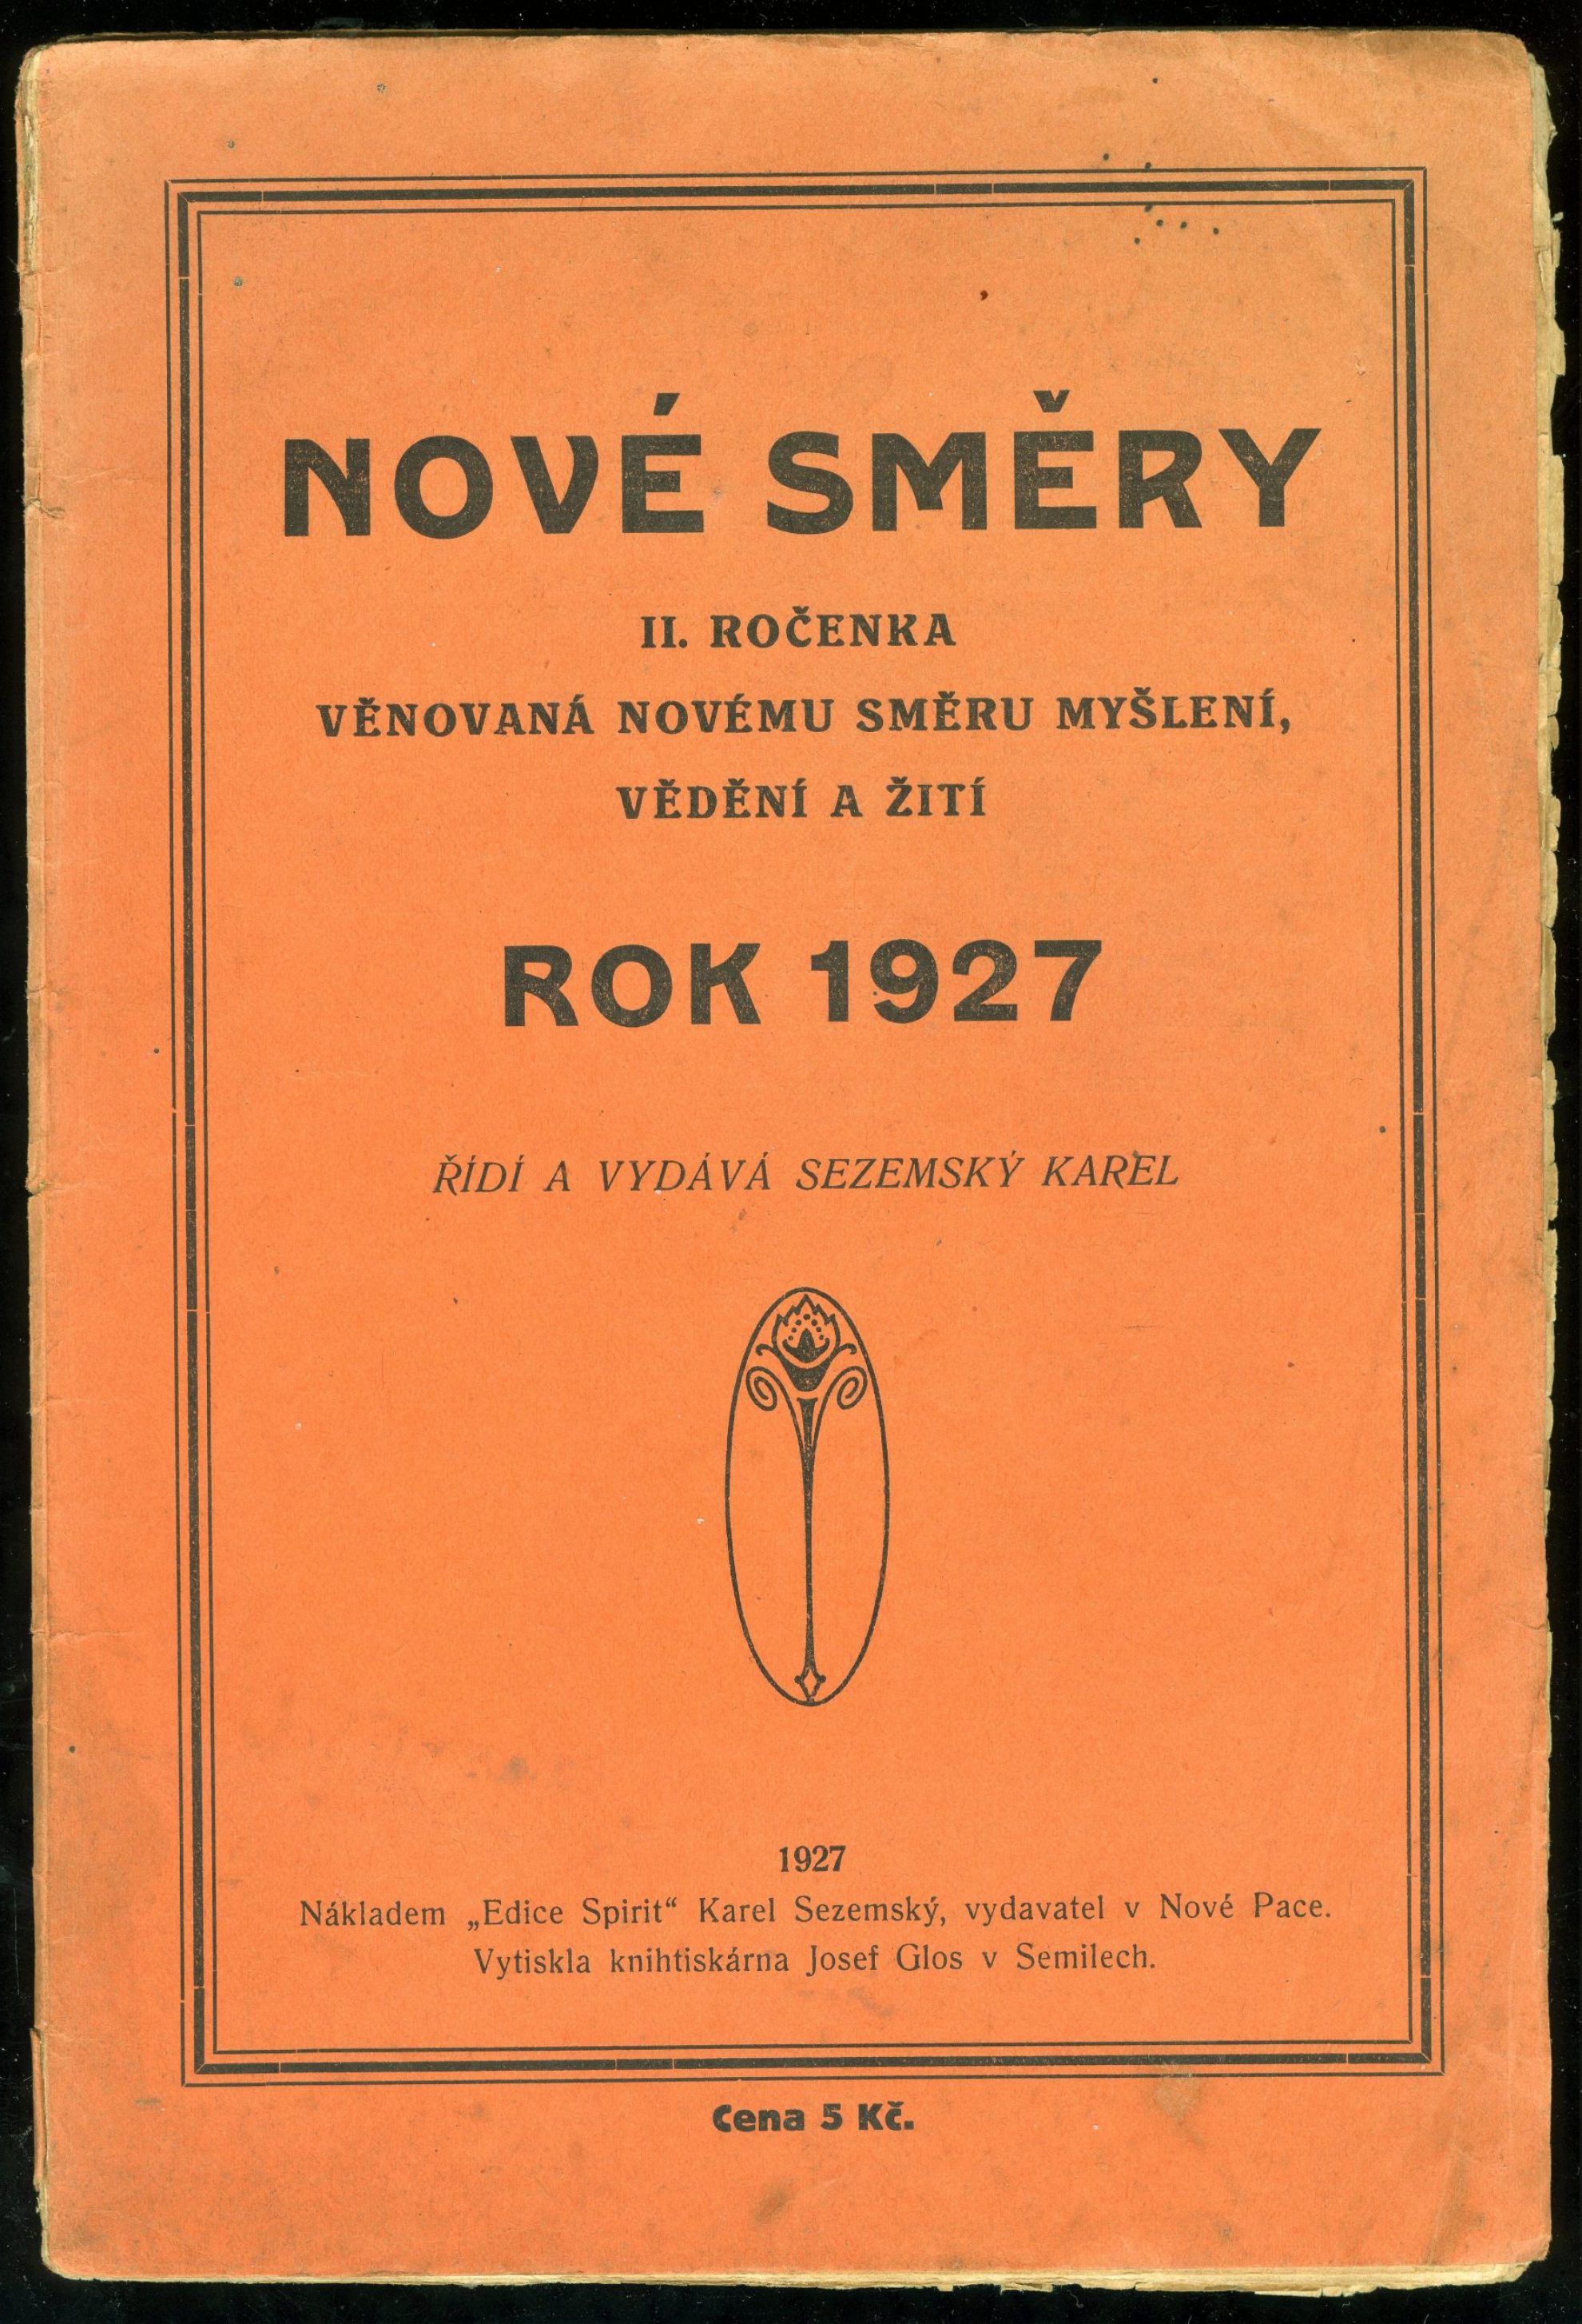 NOVÉ SMĚRY
II. ROČENKA
VĚNOVANÁ NOVÉMU SMĚRU MYŠLENÍ,
VĚDĚNÍ A ŽITÍ
ROK 1927
ŘÍDÍ A VYDÁVÁ SEZEMSKÝ KAREL
1927
Nákladem „Edice Spirit“ Karel Sezemský, vydavatel v Nové Pace.
Vytiskla knihtiskárna Josef Glos v Semilech.
Cena 5 Kč.